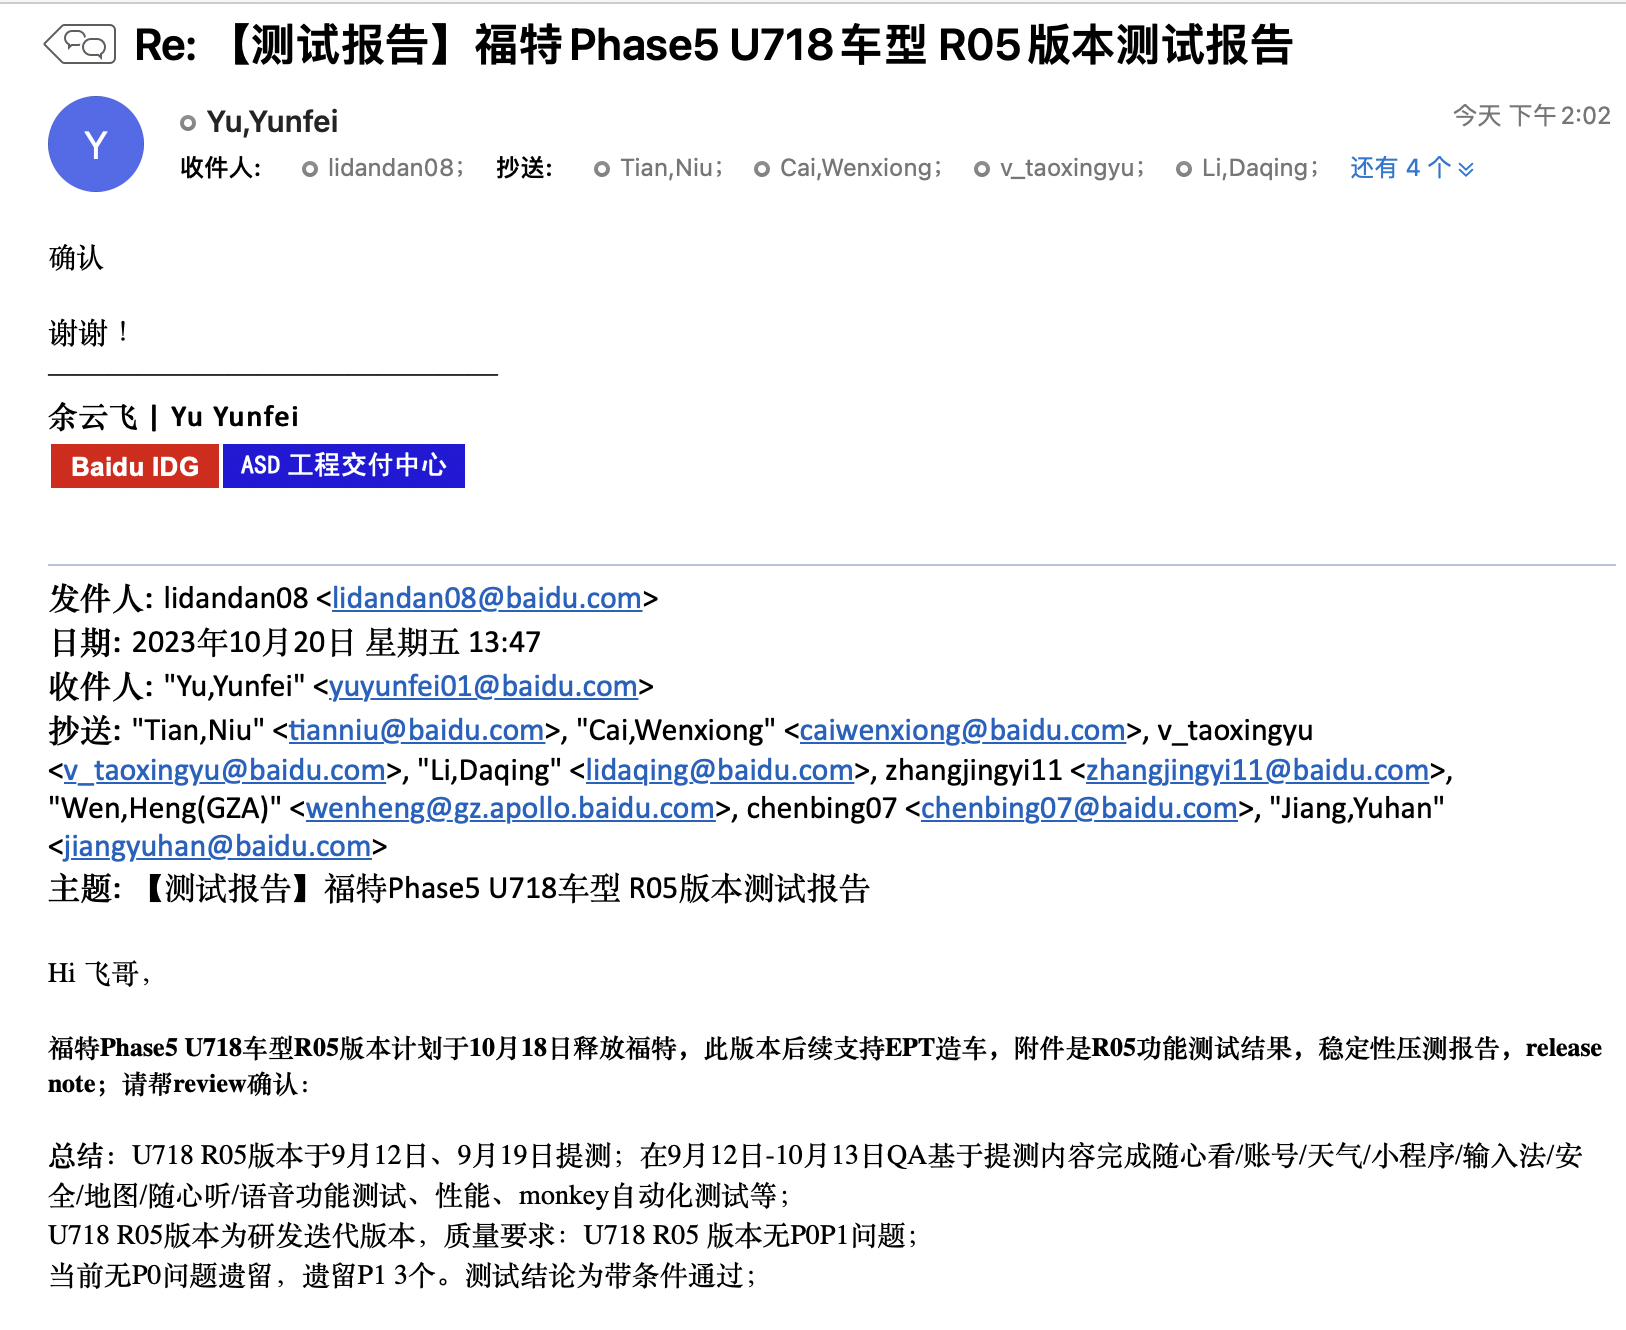 Re: 【测试报告】福特Phase5 U718车型 R05版本测试报告
Y
Yu,Yunfei
今天 下午2:02
收件人: lidandan08; 抄送: Tian,Niu; Cai,Wenxiong; v_taoxingyu; Li,Daqing; 还有 4 个
确认
谢谢！
余云飞 | Yu Yunfei
Baidu IDG ASD 工程交付中心
发件人: lidandan08 <lidandan08@baidu.com>
日期: 2023年10月20日 星期五 13:47
收件人: "Yu,Yunfei" <yuyunfei01@baidu.com>
抄送: "Tian,Niu" <tianniu@baidu.com>, "Cai,Wenxiong" <caiwenxiong@baidu.com>, v_taoxingyu
<v_taoxingyu@baidu.com>, "Li,Daqing" <lidaqing@baidu.com>, zhangjingyi11 <zhangjingyi11@baidu.com>,
"Wen,Heng(GZA)" <wenheng@gz.apollo.baidu.com>, chenbing07 <chenbing07@baidu.com>, "Jiang,Yuhan"
<jiangyuhan@baidu.com>
主题: 【测试报告】福特Phase5 U718车型 R05版本测试报告
Hi 飞哥，
福特Phase5 U718车型R05版本计划于10月18日释放福特，此版本后续支持EPT造车，附件是R05功能测试结果，稳定性压测报告，release
note；请帮review确认：
总结：U718 R05版本于9月12日、9月19日提测；在9月12日-10月13日QA基于提测内容完成随心看/账号/天气/小程序/输入法/安
全/地图/随心听/语音功能测试、性能、monkey自动化测试等；
U718 R05版本为研发迭代版本，质量要求：U718 R05 版本无P0P1问题；
当前无P0问题遗留，遗留P1 3个。测试结论为带条件通过；